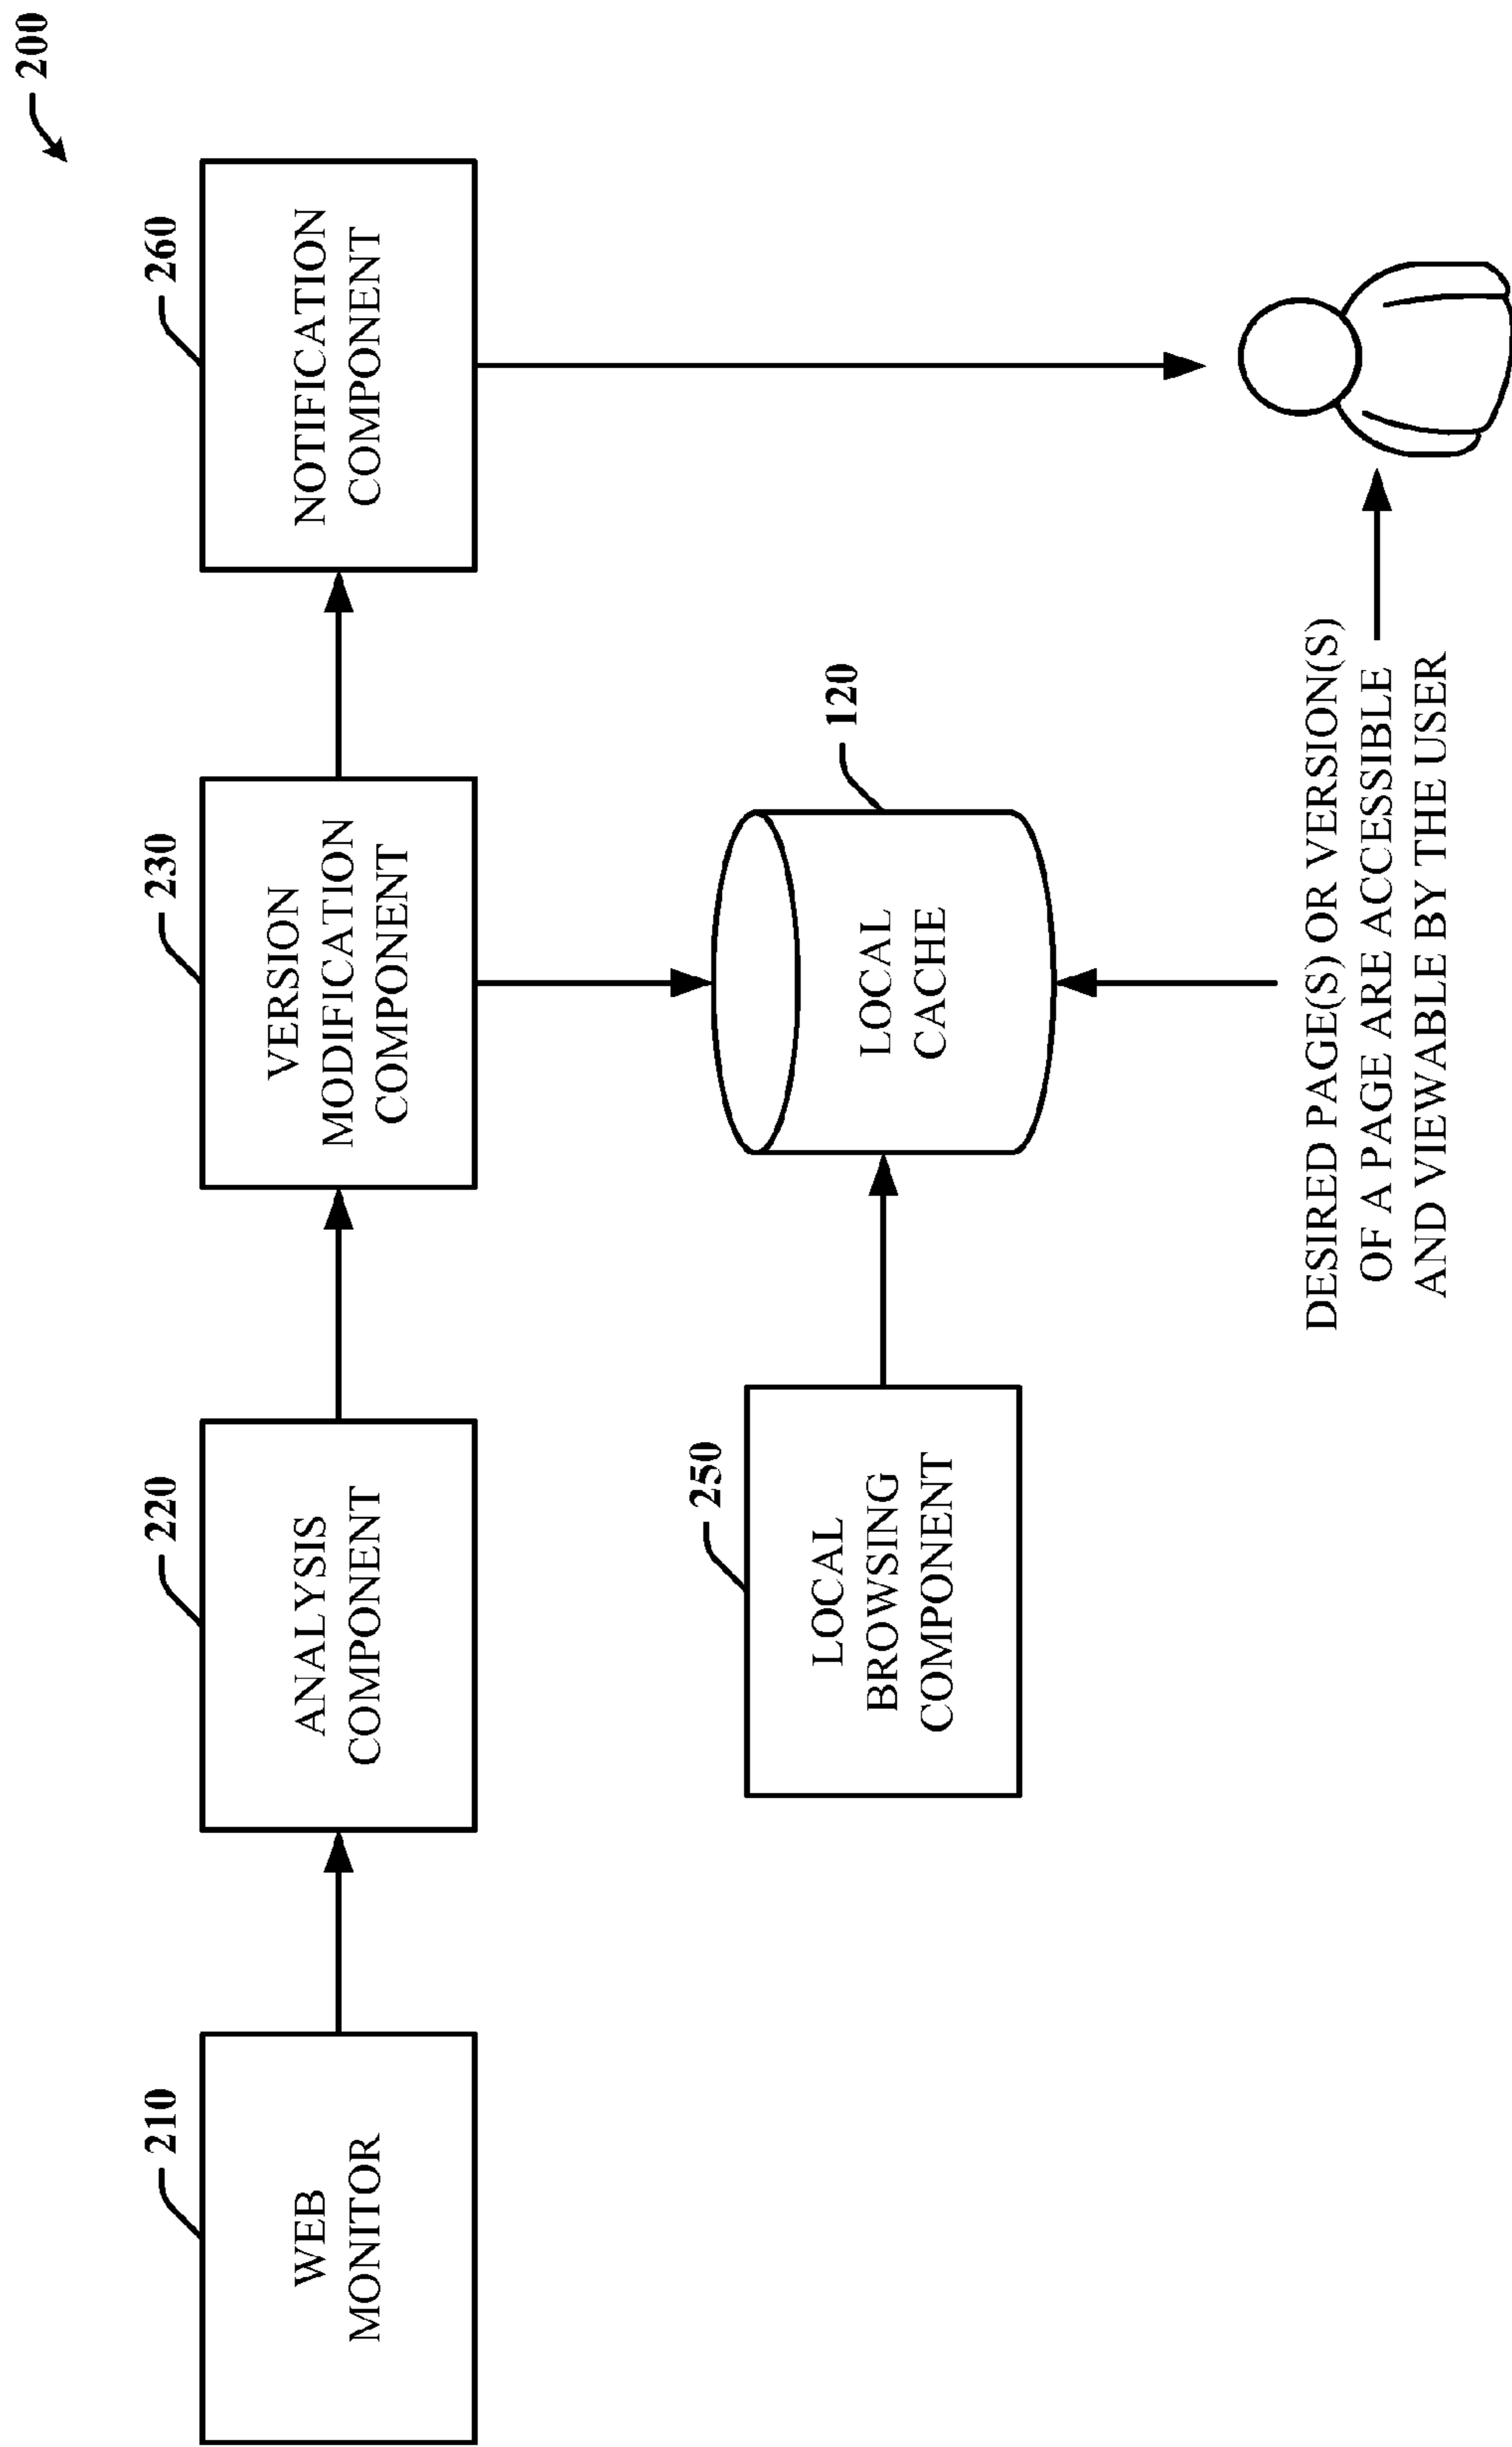 200
210
WEB
MONITOR
220
ANALYSIS
COMPONENT
230
VERSION
MODIFICATION
COMPONENT
260
NOTIFICATION
COMPONENT
250
LOCAL
BROWSING
COMPONENT
120
LOCAL
CACHE
DESIRED PAGE(S) OR VERSION(S)
OF A PAGE ARE ACCESSIBLE
AND VIEWABLE BY THE USER